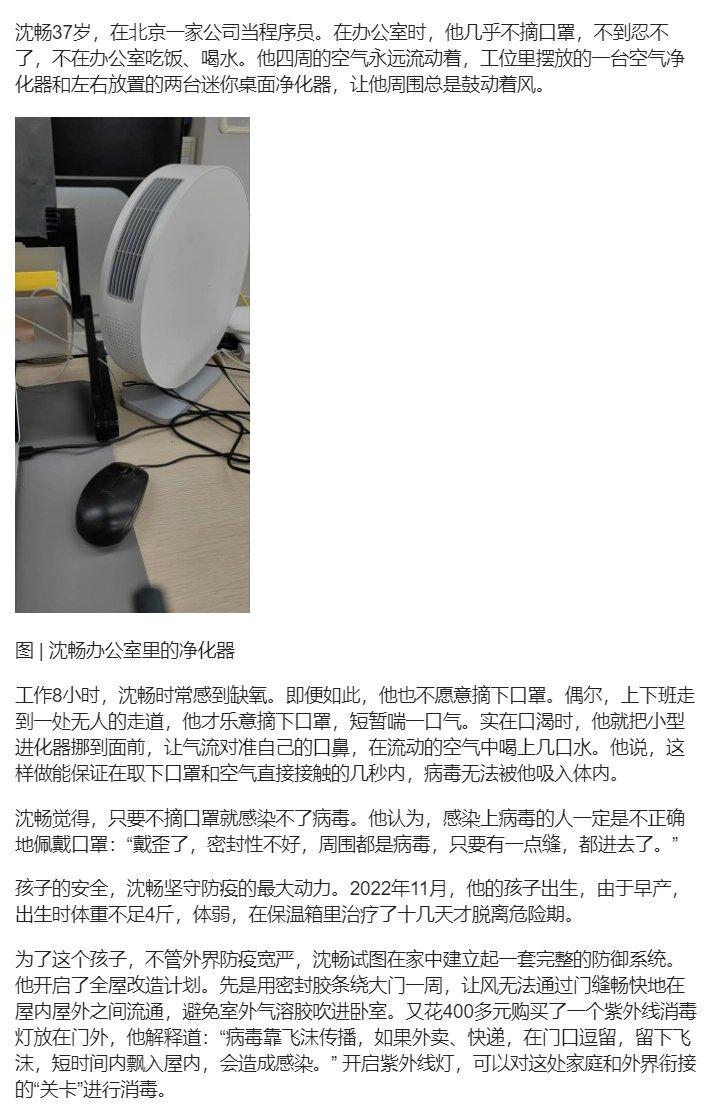 沈畅37岁，在北京一家公司当程序员。在办公室时，他几乎不摘口罩，不到忍不
了，不在办公室吃饭、喝水。他四周的空气永远流动着，工位里摆放的一台空气净
化器和左右放置的两台迷你桌面净化器，让他周围总是鼓动着风。
图 | 沈畅办公室里的净化器
工作8小时，沈畅时常感到缺氧。即便如此，他也不愿意摘下口罩。偶尔，上下班走
到一处无人的走道，他才乐意摘下口罩，短暂喘一口气。实在口渴时，他就把小型
进化器挪到面前，让气流对准自己的口鼻，在流动的空气中喝上几口水。他说，这
样做能保证在取下口罩和空气直接接触的几秒内，病毒无法被他吸入体内。
沈畅觉得，只要不摘口罩就感染不了病毒。他认为，感染上病毒的人一定是不正确
地佩戴口罩：“戴歪了，密封性不好，周围都是病毒，只要有一点缝，都进去了。”
孩子的安全，沈畅坚守防疫的最大动力。2022年11月，他的孩子出生，由于早产，
出生时体重不足4斤，体弱，在保温箱里治疗了十几天才脱离危险期。
为了这个孩子，不管外界防疫宽严，沈畅试图在家中建立起一套完整的防御系统。
他开启了全屋改造计划。先是用密封胶条绕大门一周，让风无法通过门缝畅快地在
屋内屋外之间流通，避免室外气溶胶吹进卧室。又花400多元购买了一个紫外线消毒
灯放在门外，他解释道：“病毒靠飞沫传播，如果外卖、快递，在门口逗留，留下飞
沫，短时间内飘入屋内，会造成感染。” 开启紫外线灯，可以对这处家庭和外界衔接
的“关卡”进行消毒。